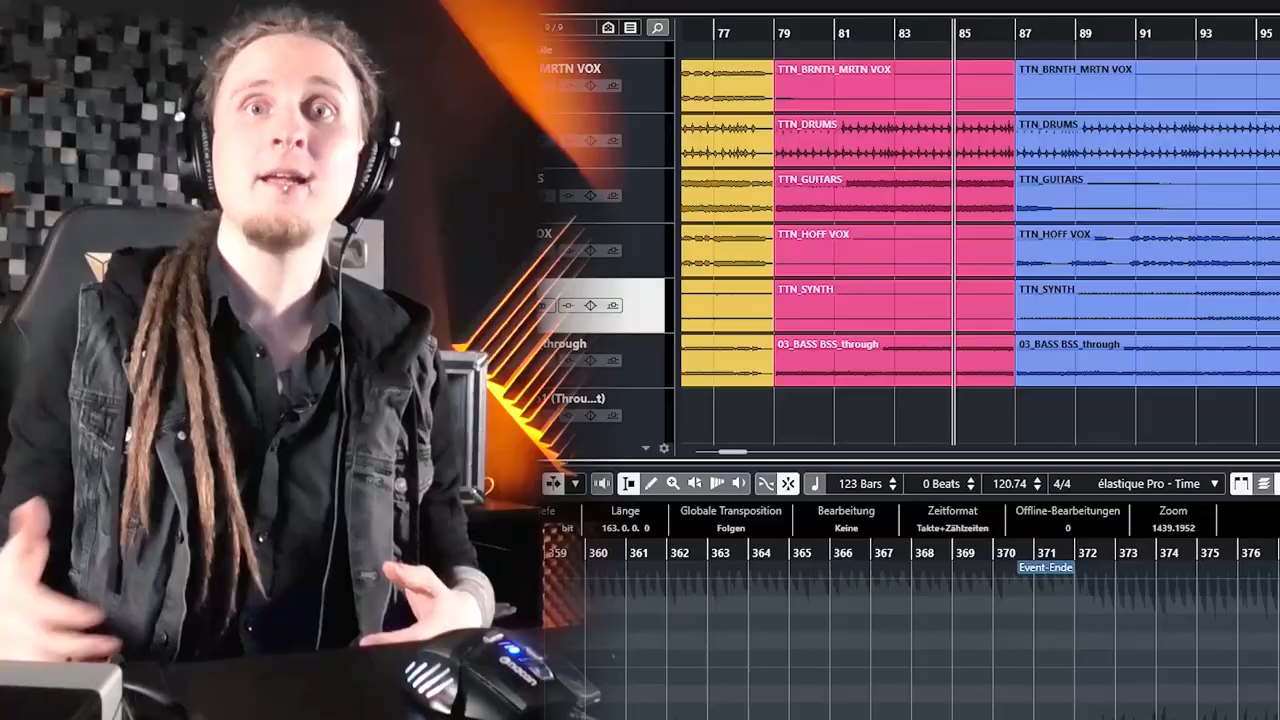 9 / 9
77 79 81 83 85 87 89 91 93 95
MRTN VOX
TTN_BRNTH_MRTN VOX TTN_BRNTH_MRTN VOX
TTN_DRUMS TTN_DRUMS
S
TTN_GUITARS TTN_GUITARS
OX
TTN_HOFF VOX TTN_HOFF VOX
TTN_SYNTH TTN_SYNTH
through
03_BASS BSS_through 03_BASS BSS_through
(Throu...t)
123 Bars 0 Beats 120.74 4/4 élastique Pro - Time
efe Länge Globale Transposition Bearbeitung Zeitformat Offline-Bearbeitungen Zoom
bit 163. 0. 0. 0 Folgen Keine Takte+Zählzeiten 0 1439.1952
359 360 361 362 363 364 365 366 367 368 369 370 371 372 373 374 375 376
Event-Ende